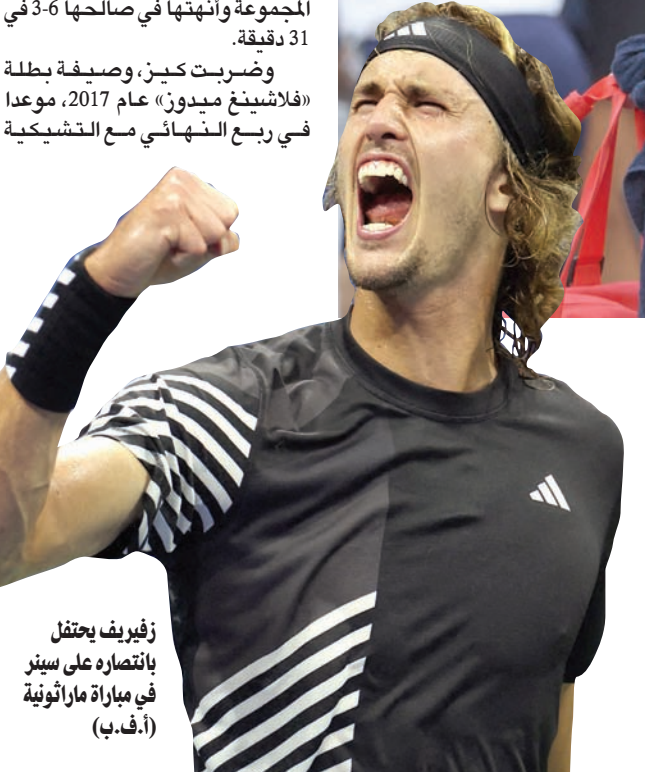 المجموعة وأنهتها في صالحها 6-3 في
31 دقيقة.
وضربت كيز، وصيفة بطلة
«فلاشينغ ميدوز» عام 2017، موعدا
في ربع النهائي مع التشيكية
زفيريف يحتفل
بانتصاره على سينر
في مباراة ماراثونية
(أ.ف.ب)